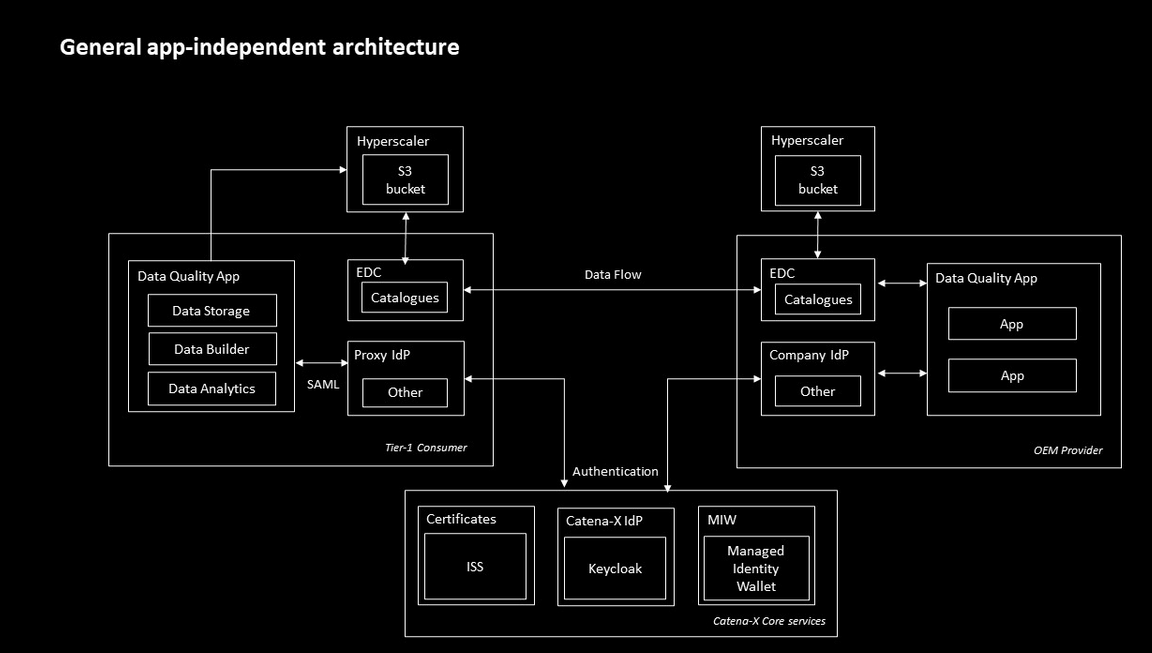 General app-independent architecture
Hyperscaler
S3
bucket
Hyperscaler
S3
bucket
Data Quality App
Data Storage
Data Builder
Data Analytics
EDC
Catalogues
Data Flow
EDC
Catalogues
Data Quality App
App
App
SAML
Proxy IdP
Other
Company IdP
Other
Tier-1 Consumer
OEM Provider
Authentication
Certificates
ISS
Catena-X IdP
Keycloak
MIW
Managed
Identity
Wallet
Catena-X Core services